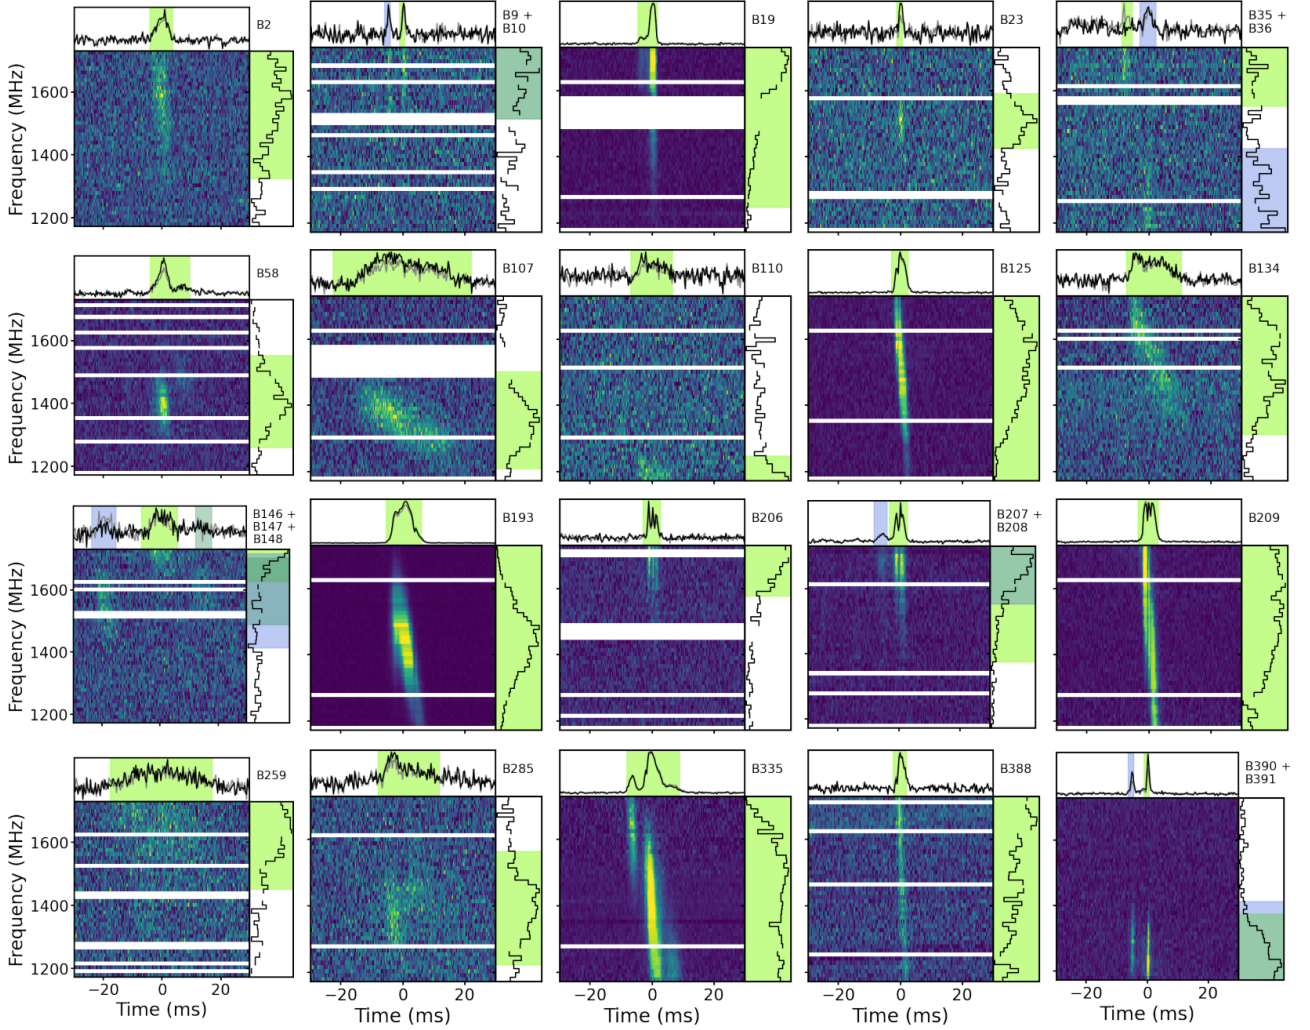 B2
B9 +
B10
B19
B23
B35 +
B36
Frequency (MHz)
1600
1400
1200
B58
B107
B110
B125
B134
Frequency (MHz)
1600
1400
1200
B146 +
B147 +
B148
B193
B206
B207 +
B208
B209
Frequency (MHz)
1600
1400
1200
B259
B285
B335
B388
B390 +
B391
Frequency (MHz)
1600
1400
1200
−20 0 20
−20 0 20
−20 0 20
−20 0 20
−20 0 20
Time (ms)
Time (ms)
Time (ms)
Time (ms)
Time (ms)